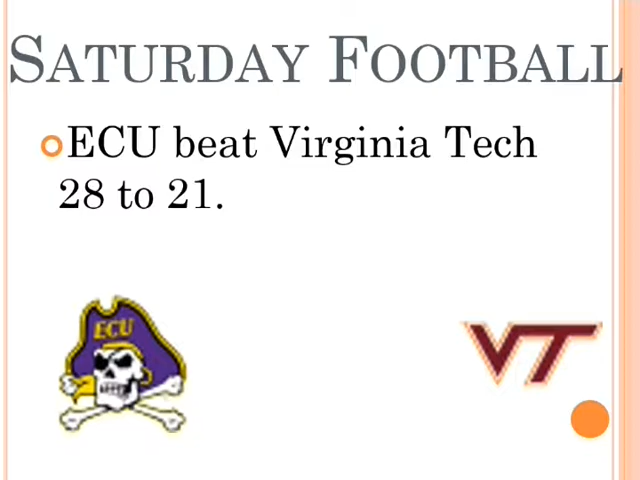 SATURDAY FOOTBALL
ECU beat Virginia Tech
28 to 21.
ECU
VT